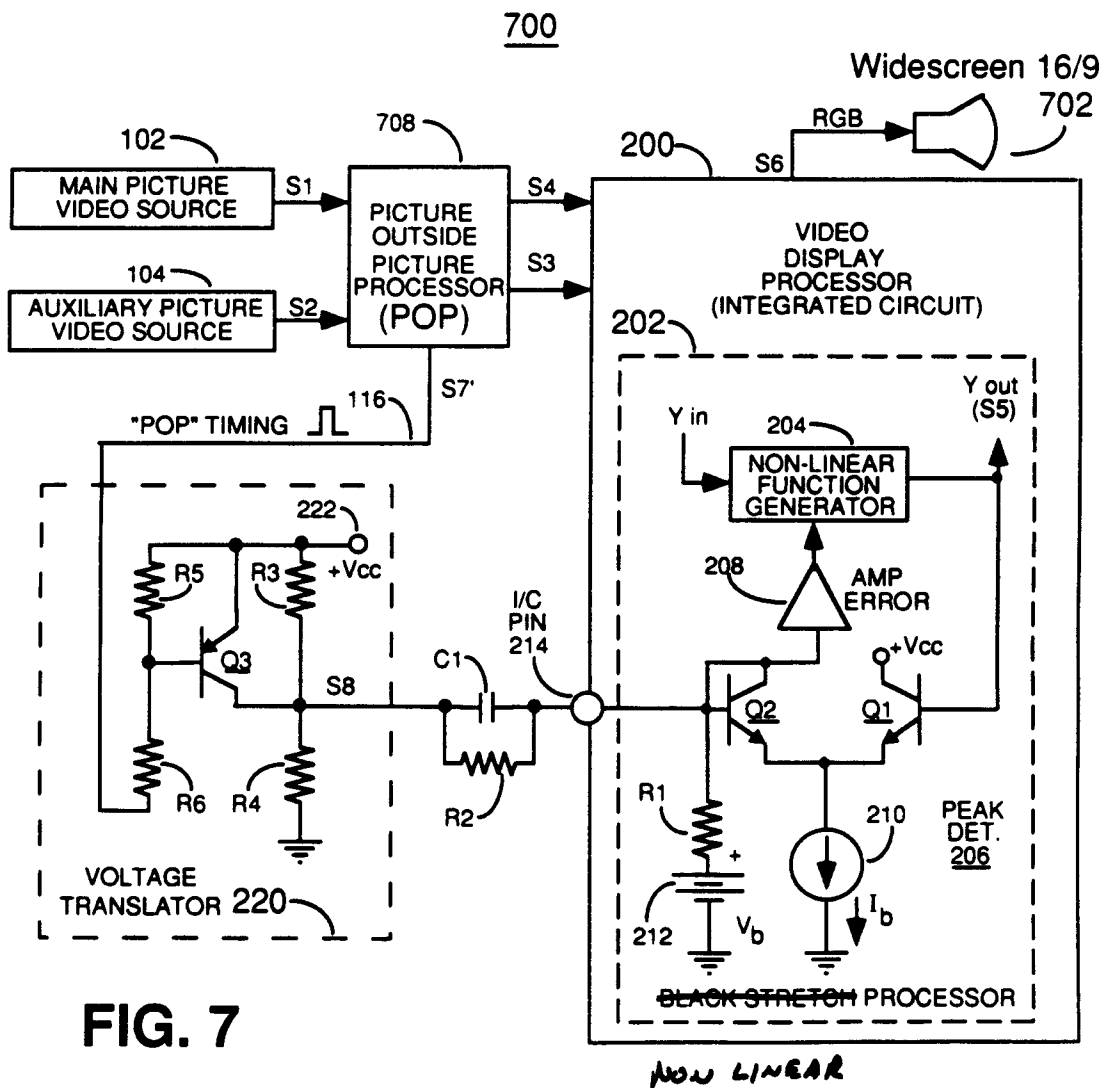 700
Widescreen 16/9
702
RGB
S6
102
708
200
MAIN PICTURE
VIDEO SOURCE
S1
S4
PICTURE
OUTSIDE
PICTURE
PROCESSOR
(POP)
VIDEO
DISPLAY
PROCESSOR
(INTEGRATED CIRCUIT)
104
S3
AUXILIARY PICTURE
VIDEO SOURCE
S2
202
S7'
116
"POP" TIMING
Y out
(S5)
Y in
204
NON-LINEAR
FUNCTION
GENERATOR
222
+Vcc
R5
R3
208
AMP
ERROR
I/C
PIN
214
+Vcc
Q3
S8
C1
Q2
Q1
R6
R4
R2
R1
+
210
PEAK
DET.
206
VOLTAGE
TRANSLATOR 220
212
Vb
Ib
BLACK STRETCH PROCESSOR
NON LINEAR
FIG. 7